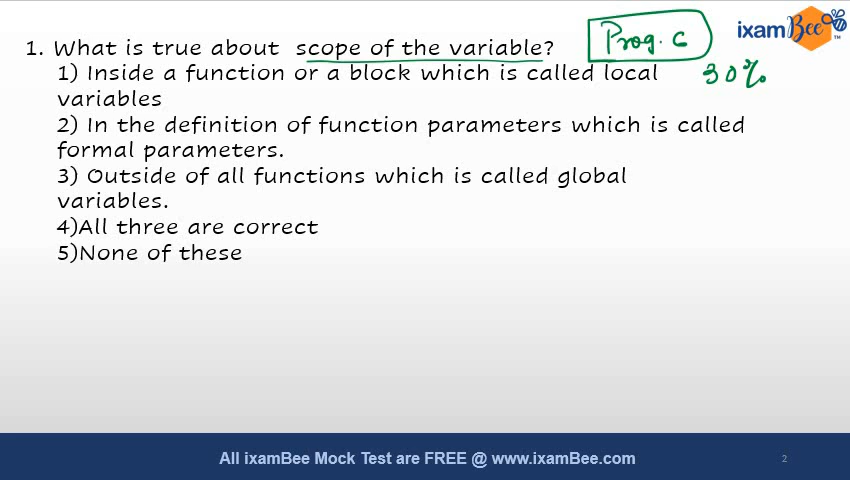 1. What is true about scope of the variable?
Prog. C
ixamBee
TM
1) Inside a function or a block which is called local
30%
variables
2) In the definition of function parameters which is called
formal parameters.
3) Outside of all functions which is called global
variables.
4)All three are correct
5)None of these
All ixamBee Mock Test are FREE @ www.ixamBee.com
2